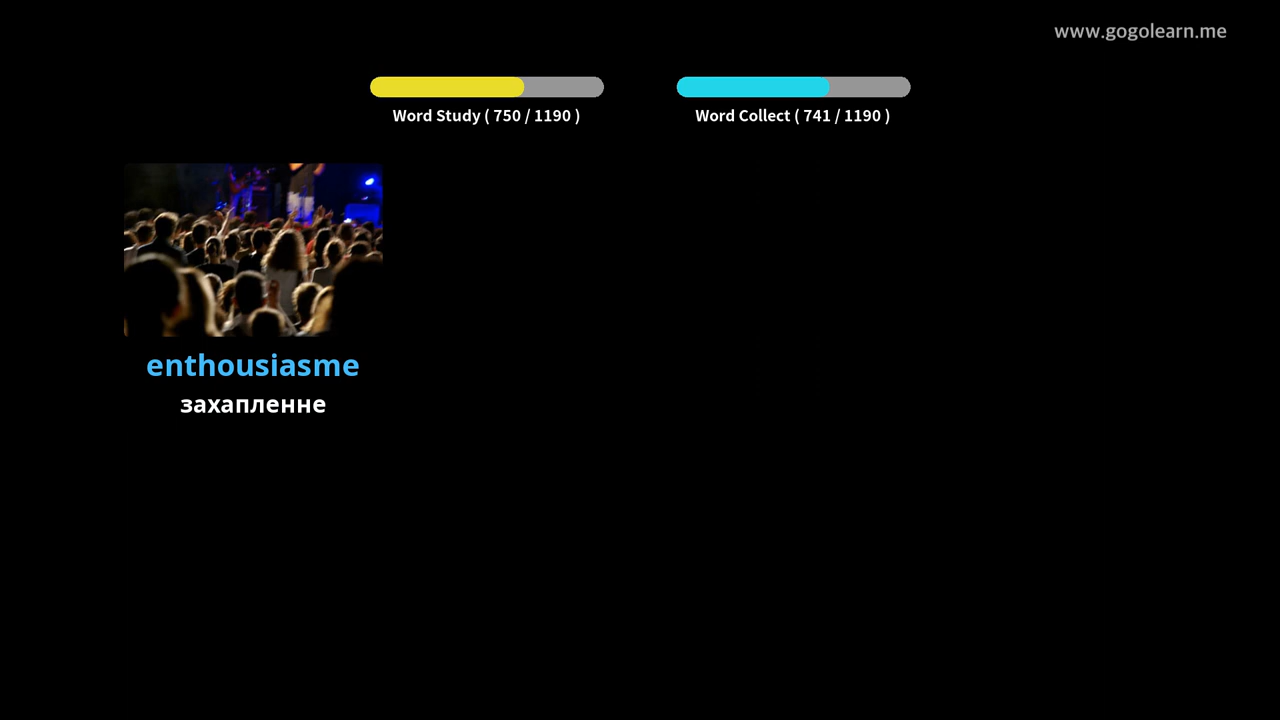 www.gogolearn.me
Word Study ( 750 / 1190 )
Word Collect ( 741 / 1190 )
enthousiasme
захапленне